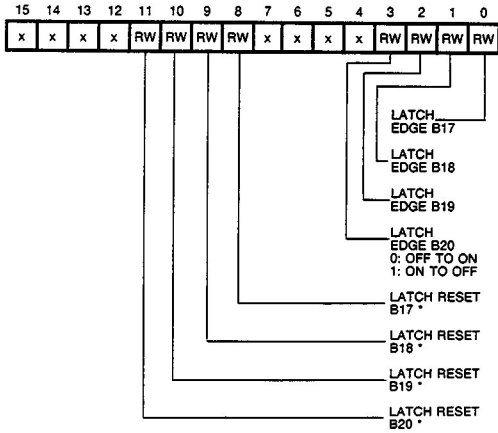 15 14 13 12 11 10 9 8 7 6 5 4 3 2 1 0
x x x x RW RW RW RW x x x x RW RW RW RW
LATCH
EDGE B17
LATCH
EDGE B18
LATCH
EDGE B19
LATCH
EDGE B20
0: OFF TO ON
1: ON TO OFF
LATCH RESET
B17 *
LATCH RESET
B18 *
LATCH RESET
B19 *
LATCH RESET
B20 *